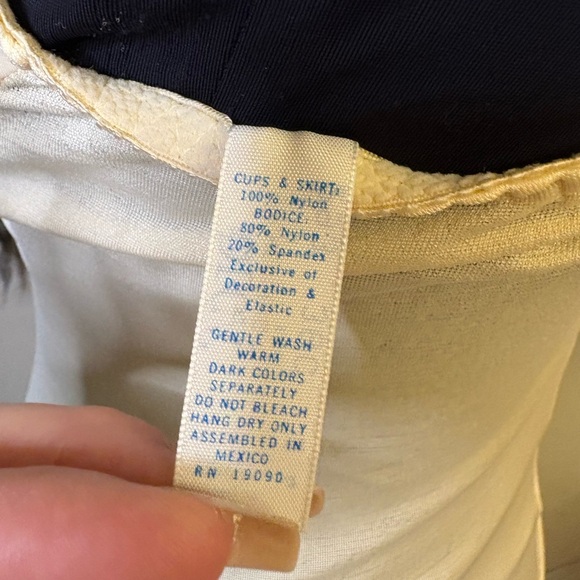 CUPS & SKIRT:
100% Nylon
BODICE.
80% Nylon
20% Spandex
Exclusive of
Decoration &
Elastic
GENTLE WASH
WARM
DARK COLORS
SEPARATELY
DO NOT BLEACH
HANG DRY ONLY
ASSEMBLED IN
MEXICO
RN 19090